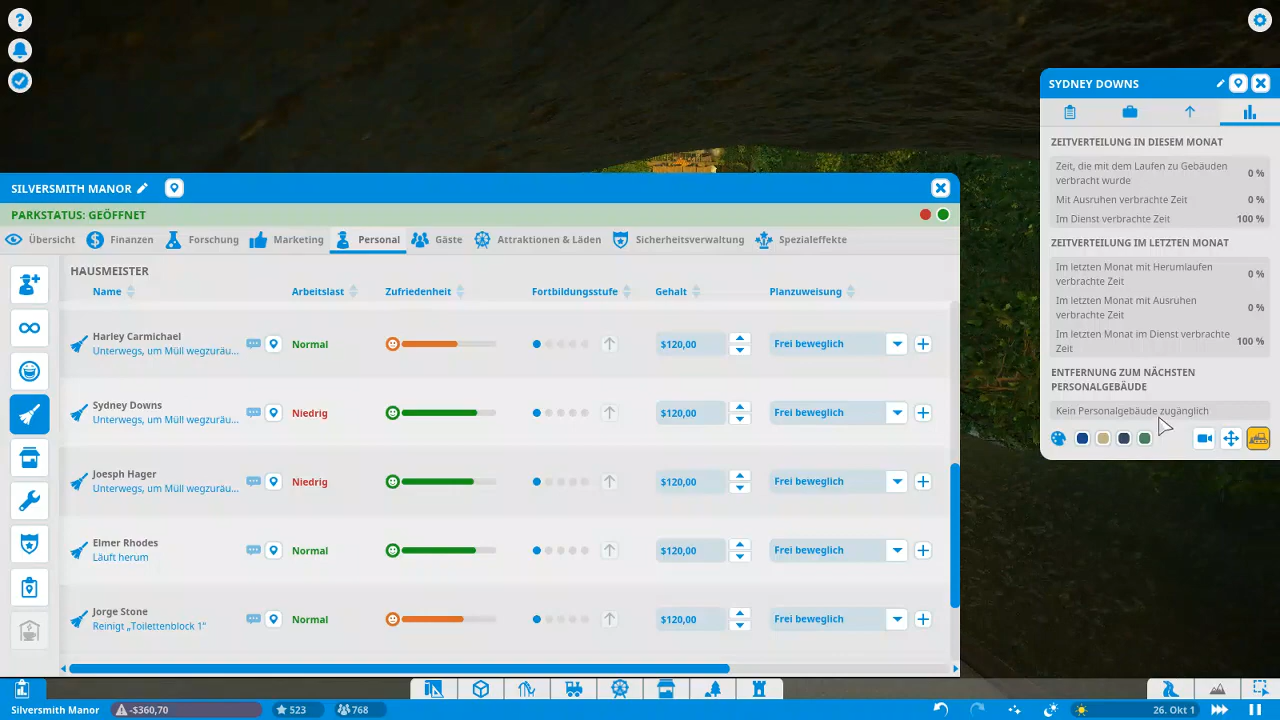 SYDNEY DOWNS
ZEITVERTEILUNG IN DIESEM MONAT
Zeit, die mit dem Laufen zu Gebäuden
verbracht wurde
0 %
Mit Ausruhen verbrachte Zeit
0 %
Im Dienst verbrachte Zeit
100 %
ZEITVERTEILUNG IM LETZTEN MONAT
Im letzten Monat mit Herumlaufen
verbrachte Zeit
0 %
Im letzten Monat mit Ausruhen
verbrachte Zeit
0 %
Im letzten Monat im Dienst verbrachte
Zeit
100 %
ENTFERNUNG ZUM NÄCHSTEN
PERSONALGEBÄUDE
Kein Personalgebäude zugänglich
SILVERSMITH MANOR
PARKSTATUS: GEÖFFNET
Übersicht Finanzen Forschung Marketing Personal Gäste Attraktionen & Läden Sicherheitsverwaltung Spezialeffekte
HAUSMEISTER
Name Arbeitslast Zufriedenheit Fortbildungsstufe Gehalt Planzuweisung
Harley Carmichael
Unterwegs, um Müll wegzuräu...
Normal
$120,00
Frei beweglich
Sydney Downs
Unterwegs, um Müll wegzuräu...
Niedrig
$120,00
Frei beweglich
Joesph Hager
Unterwegs, um Müll wegzuräu...
Niedrig
$120,00
Frei beweglich
Elmer Rhodes
Läuft herum
Normal
$120,00
Frei beweglich
Jorge Stone
Reinigt „Toilettenblock 1"
Normal
$120,00
Frei beweglich
Silversmith Manor -$360,70 523 768 26. Okt 1